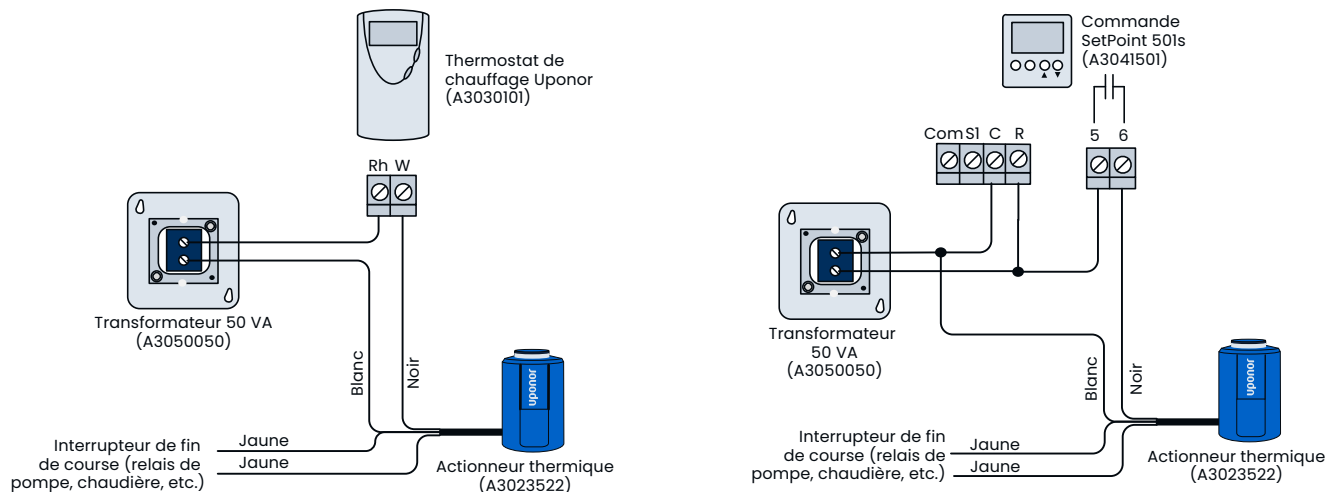 Thermostat de
chauffage Uponor
(A3030101)
Rh W
Transformateur 50 VA
(A3050050)
Blanc
Noir
uponor
Interrupteur de fin
de course (relais de
pompe, chaudière, etc.)
Jaune
Jaune
Actionneur thermique
(A3023522)
Commande
SetPoint 501s
(A3041501)
Com S1 C R
5 6
Transformateur
50 VA
(A3050050)
Blanc
Noir
uponor
Interrupteur de fin
de course (relais de
pompe, chaudière, etc.)
Jaune
Jaune
Actionneur thermique
(A3023522)